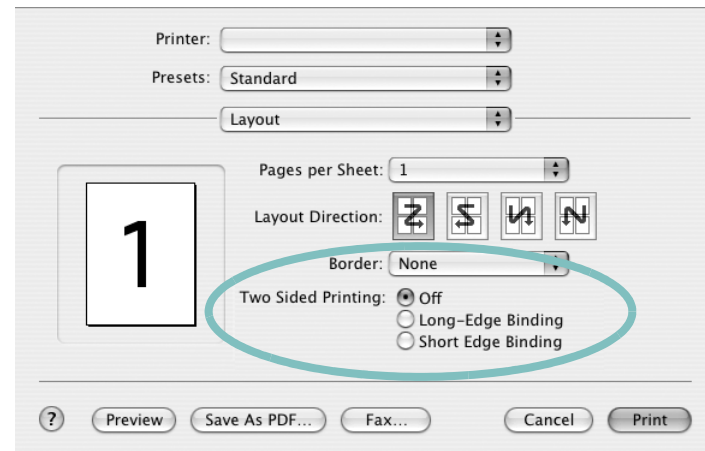 Printer:
Presets: Standard
Layout
Pages per Sheet: 1
1
Layout Direction:
Border: None
Two Sided Printing: Off
Long-Edge Binding
Short Edge Binding
? Preview Save As PDF... Fax... Cancel Print